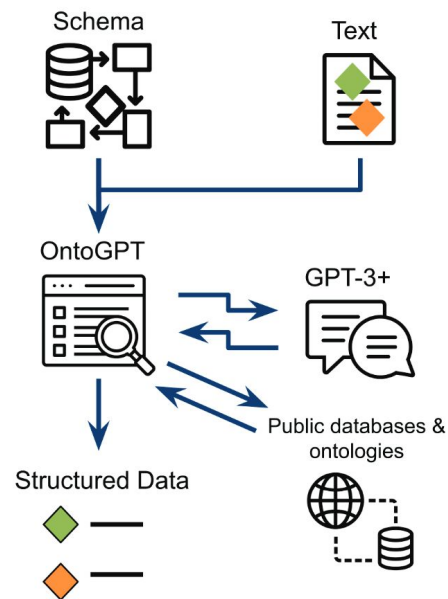 Schema
Text
OntoGPT
GPT-3+
Public databases &
ontologies
Structured Data